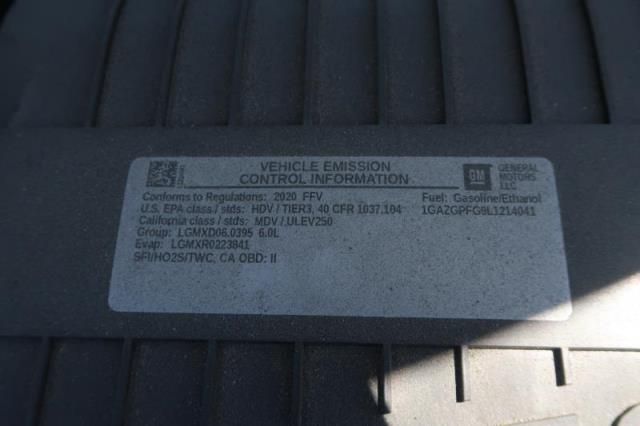 VEHICLE EMISSION
CONTROL INFORMATION
GM
GENERAL
MOTORS
LLC
Conforms to Regulations: 2020 FFV
Fuel: Gasoline/Ethanol
U.S. EPA class / stds: HDV / TIER3, 40 CFR 1037.104
1GAZGPFG9L1214041
California class / stds: MDV / ULEV250
Group: LGMXD06.0395 6.0L
Evap: LGMXR0223841
SFI/HO2S/TWC, CA OBD: II